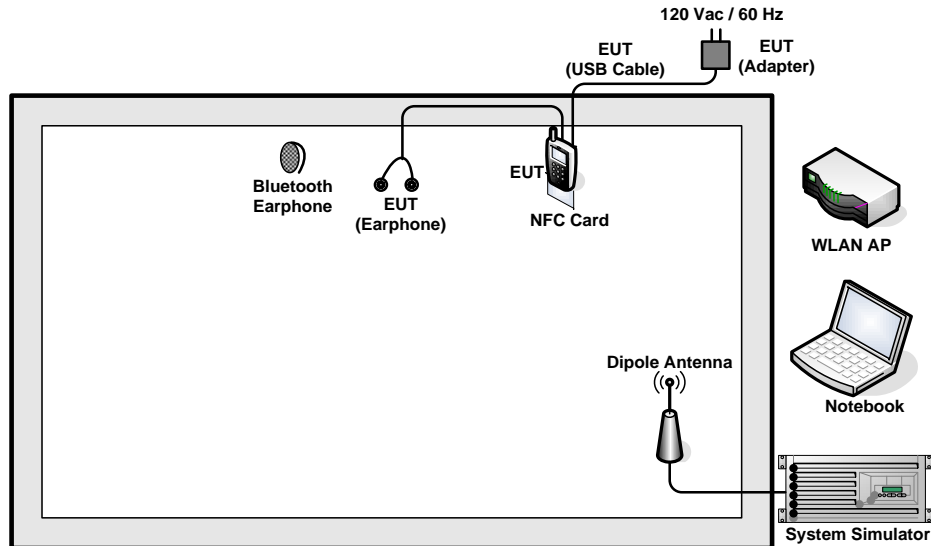 120 Vac / 60 Hz
EUT
(USB Cable)
EUT
(Adapter)
Bluetooth
Earphone
EUT
(Earphone)
EUT
NFC Card
WLAN AP
Dipole Antenna
Notebook
System Simulator